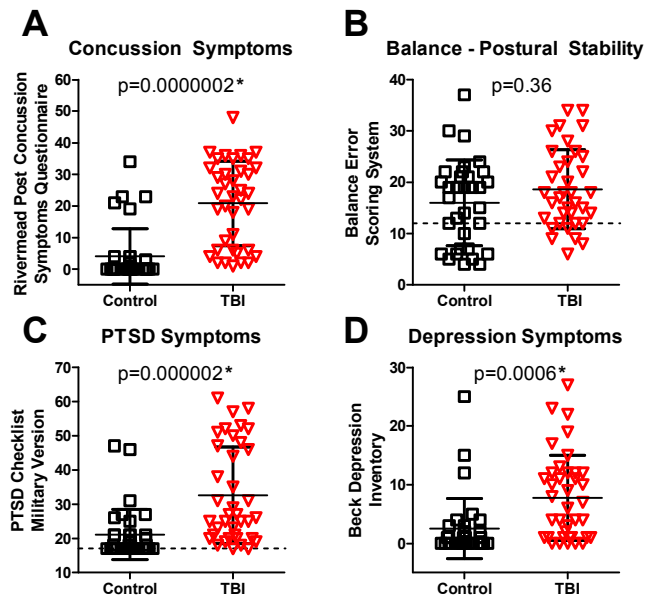 A
Concussion Symptoms
p=0.0000002*
Rivermead Post Concussion
Symptoms Questionnaire
60
50
40
30
20
10
0
Control
TBI
B
Balance - Postural Stability
p=0.36
Balance Error
Scoring System
40
30
20
10
0
Control
TBI
C
PTSD Symptoms
p=0.000002*
PTSD Checklist
Military Version
70
60
50
40
30
20
10
Control
TBI
D
Depression Symptoms
p=0.0006*
Beck Depression
Inventory
30
20
10
0
Control
TBI